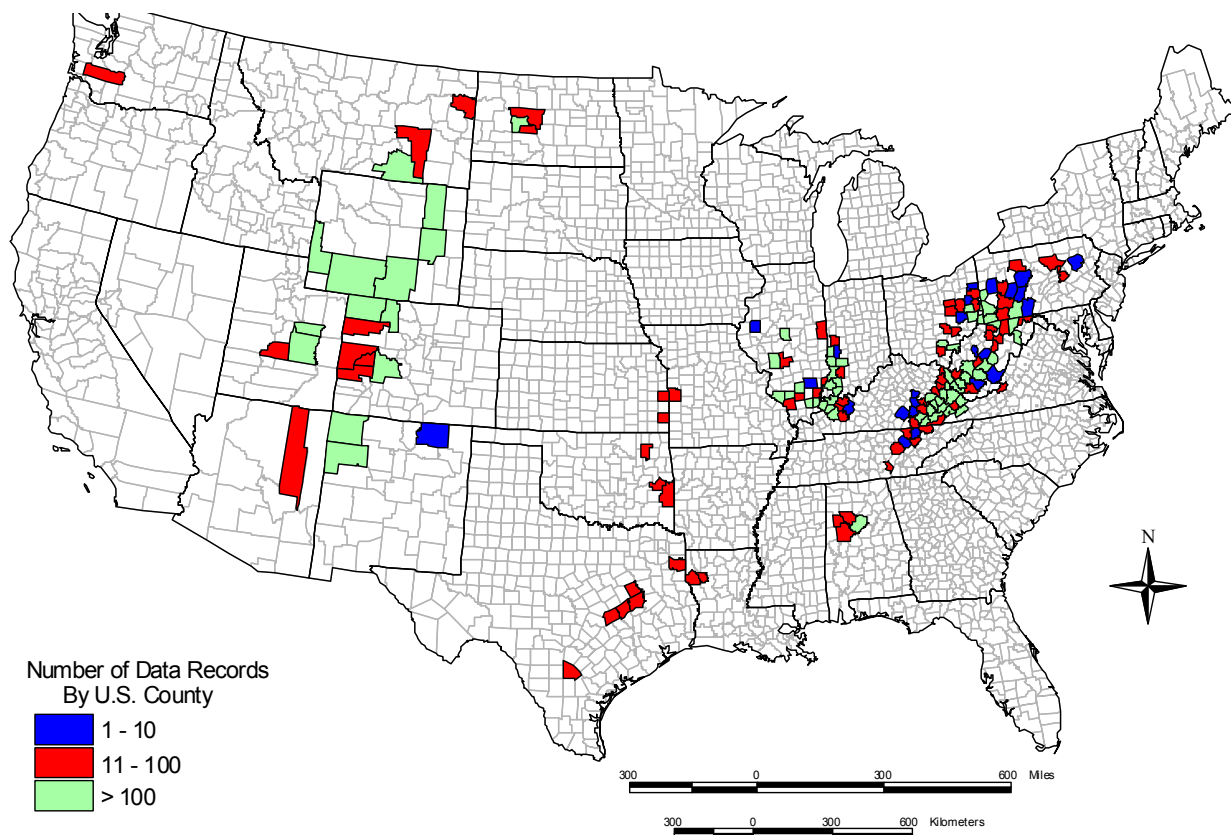 N
Number of Data Records
By U.S. County
1 - 10
11 - 100
> 100
300 0 300 600 Miles
300 0 300 600 Kilometers